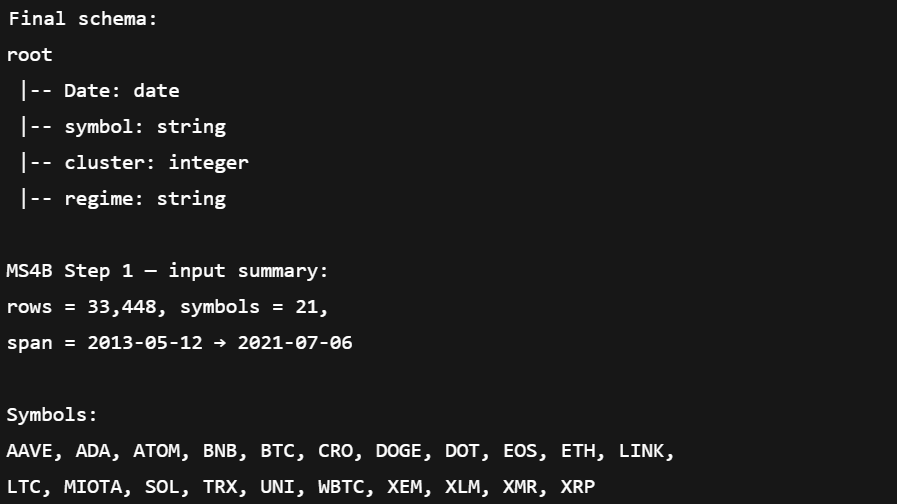 Final schema:
root
 |-- Date: date
 |-- symbol: string
 |-- cluster: integer
 |-- regime: string
MS4B Step 1 — input summary:
rows = 33,448, symbols = 21,
span = 2013-05-12 → 2021-07-06
Symbols:
AAVE, ADA, ATOM, BNB, BTC, CRO, DOGE, DOT, EOS, ETH, LINK,
LTC, MIOTA, SOL, TRX, UNI, WBTC, XEM, XLM, XMR, XRP